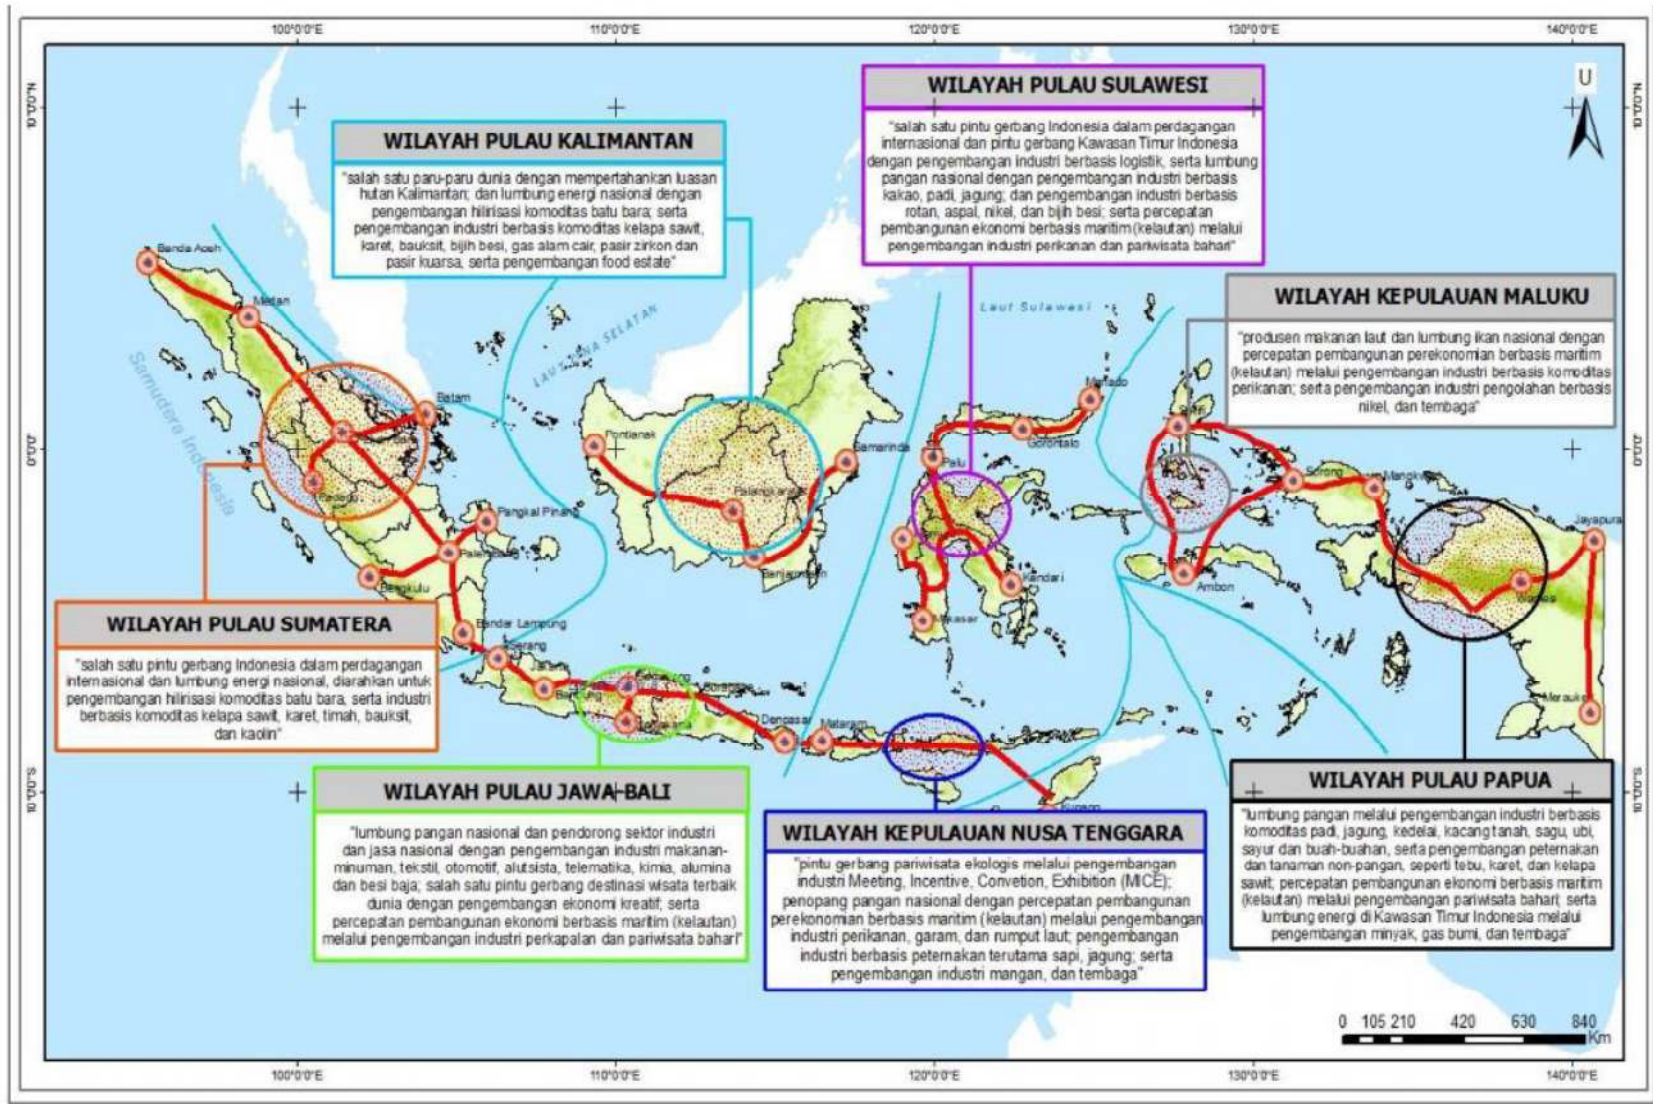 100°0'0"E
110°0'0"E
120°0'0"E
130°0'0"E
140°0'0"E
U
WILAYAH PULAU KALIMANTAN
"salah satu paru-paru dunia dengan mempertahankan luasan
hutan Kalimantan; dan lumbung energi nasional dengan
pengembangan hilirisasi komoditas batu bara; serta
pengembangan industri berbasis komoditas kelapa sawit,
karet, bauksit, bijih besi, gas alam cair, pasir zirkon dan
pasir kuarsa, serta pengembangan food estate"
WILAYAH PULAU SULAWESI
"salah satu pintu gerbang Indonesia dalam perdagangan
internasional dan pintu gerbang Kawasan Timur Indonesia
dengan pengembangan industri berbasis logistik, serta lumbung
pangan nasional dengan pengembangan industri berbasis
kakao, padi, jagung; dan pengembangan industri berbasis
rotan, aspal, nikel, dan bijih besi; serta percepatan
pembangunan ekonomi berbasis maritim (kelautan) melalui
pengembangan industri perikanan dan pariwisata bahari"
WILAYAH KEPULAUAN MALUKU
"produsen makanan laut dan lumbung ikan nasional dengan
percepatan pembangunan perekonomian berbasis maritim
(kelautan) melalui pengembangan industri berbasis komoditas
perikanan; serta pengembangan industri pengolahan berbasis
nikel, dan tembaga"
Banda Aceh
Medan
Batam
Samudera Indonesia
Padang
Pangkal Pinang
Palembang
Bengkulu
Bandar Lampung
Serang
Bandung
Denpasar
Mataram
Kupang
Pontianak
Palangkaraya
Banjarmasin
Samarinda
Laut Sulawesi
Manado
Gorontalo
Palu
Kendari
Makasar
Ambon
Sorong
Jayapura
Wamena
Merauke
WILAYAH PULAU SUMATERA
"salah satu pintu gerbang Indonesia dalam perdagangan
internasional dan lumbung energi nasional, diarahkan untuk
pengembangan hilirisasi komoditas batu bara, serta industri
berbasis komoditas kelapa sawit, karet, timah, bauksit,
dan kaolin"
WILAYAH PULAU JAWA-BALI
"lumbung pangan nasional dan pendorong sektor industri
dan jasa nasional dengan pengembangan industri makanan-
minuman, tekstil, otomotif, alutsista, telematika, kimia, alumina
dan besi baja; salah satu pintu gerbang destinasi wisata terbaik
dunia dengan pengembangan ekonomi kreatif; serta
percepatan pembangunan ekonomi berbasis maritim (kelautan)
melalui pengembangan industri perkapalan dan pariwisata bahari"
WILAYAH KEPULAUAN NUSA TENGGARA
"pintu gerbang pariwisata ekologis melalui pengembangan
industri Meeting, Incentive, Convetion, Exhibition (MICE);
penopang pangan nasional dengan percepatan pembangunan
perekonomian berbasis maritim (kelautan) melalui pengembangan
industri perikanan, garam, dan rumput laut; pengembangan
industri berbasis peternakan terutama sapi, jagung; serta
pengembangan industri mangan, dan tembaga"
WILAYAH PULAU PAPUA
"lumbung pangan melalui pengembangan industri berbasis
komoditas padi, jagung, kedelai, kacang tanah, sagu, ubi,
sayur dan buah-buahan, serta pengembangan peternakan
dan tanaman non-pangan, seperti tebu, karet, dan kelapa
sawit; percepatan pembangunan ekonomi berbasis maritim
(kelautan) melalui pengembangan pariwisata bahari; serta
lumbung energi di Kawasan Timur Indonesia melalui
pengembangan minyak, gas bumi, dan tembaga"
0 105 210 420 630 840
Km
100°0'0"E
110°0'0"E
120°0'0"E
130°0'0"E
140°0'0"E